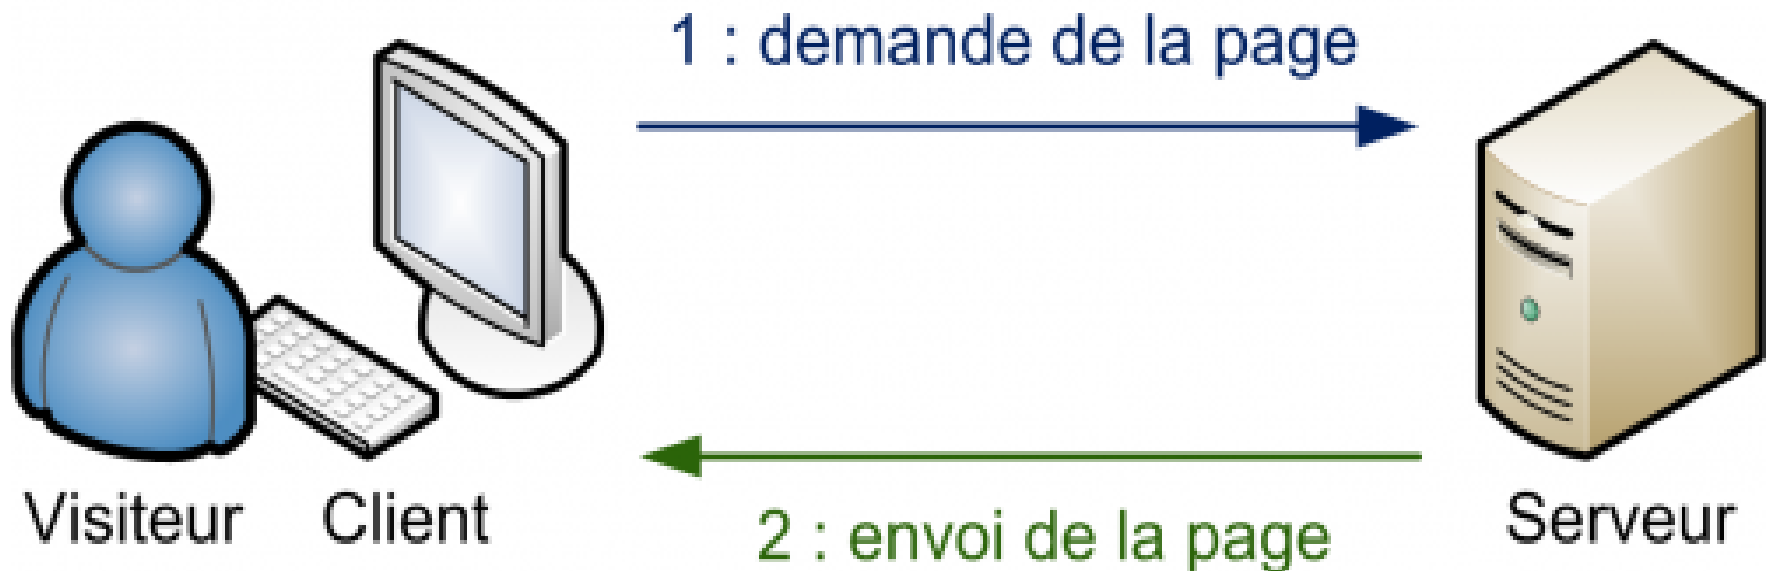 1 : demande de la page
Visiteur
Client
2 : envoi de la page
Serveur